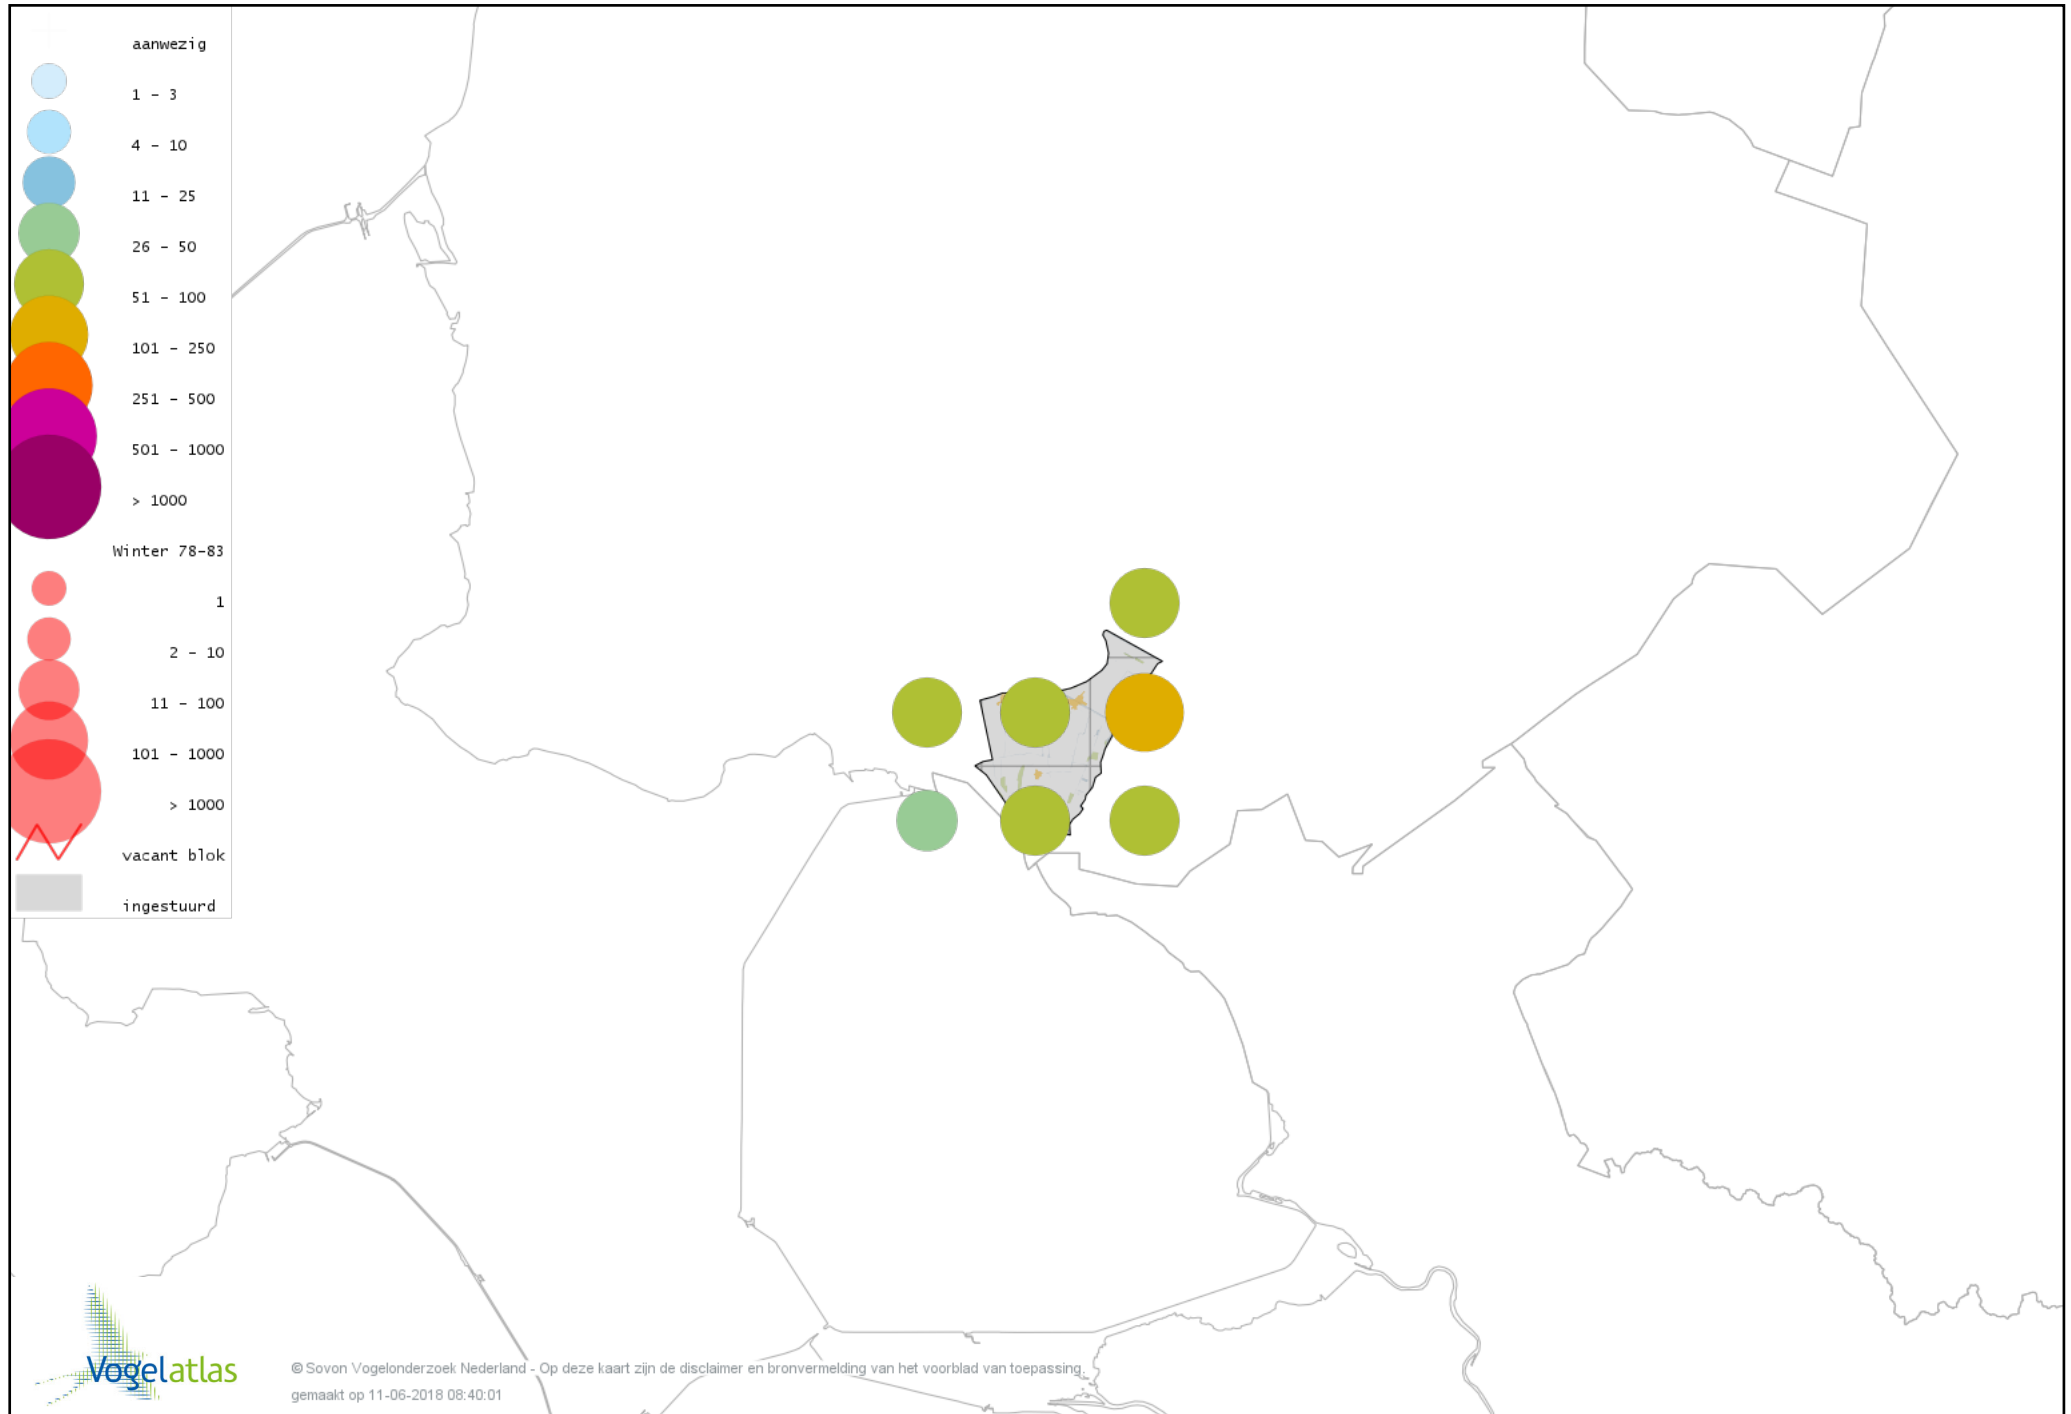 aanwezig
1 - 3
4 - 10
11 - 25
26 - 50
51 - 100
101 - 250
251 - 500
501 - 1000
> 1000
Winter 78-83
1
2 - 10
11 - 100
101 - 1000
> 1000
vacant blok
ingestuurd
Vogelatlas
© Sovon Vogelonderzoek Nederland - Op deze kaart zijn de disclaimer en bronvermelding van het voorblad van toepassing.
gemaakt op 11-06-2018 08:40:01